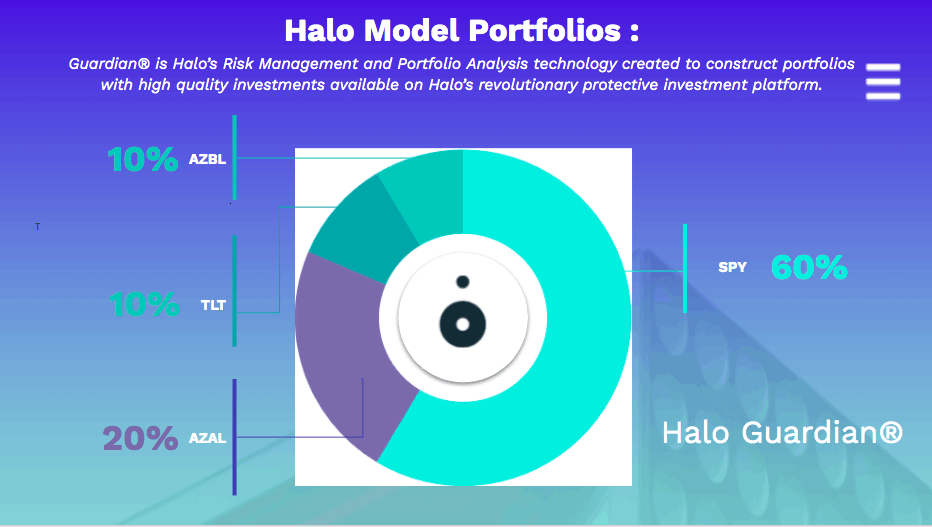 Halo Model Portfolios :
Guardian® is Halo’s Risk Management and Portfolio Analysis technology created to construct portfolios
with high quality investments available on Halo’s revolutionary protective investment platform.
10% AZBL
T
SPY 60%
10% TLT
20% AZAL
Halo Guardian®